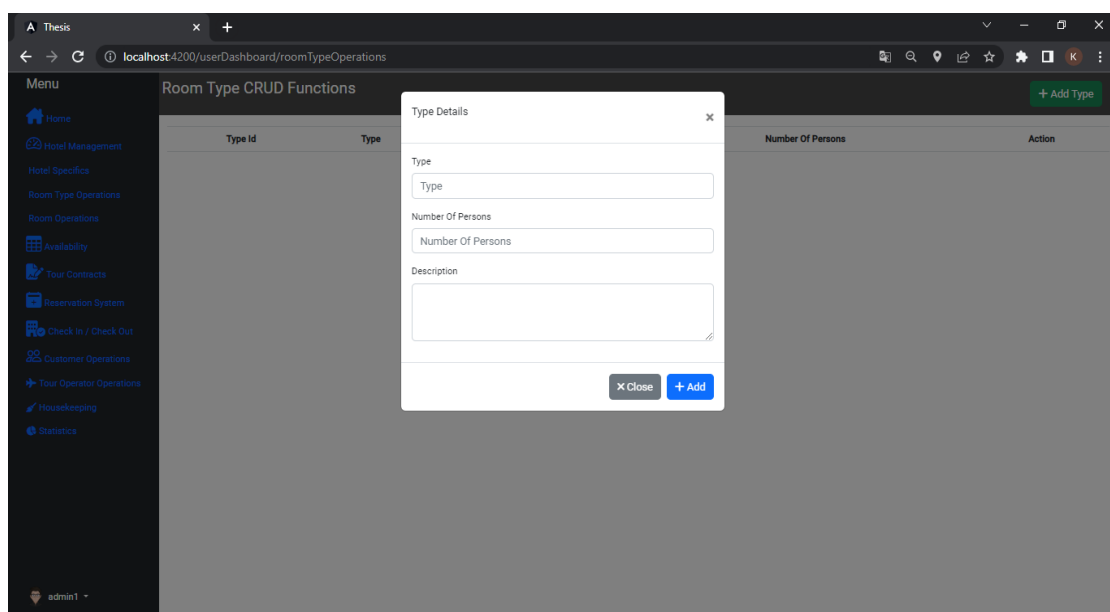 Thesis
localhost:4200/userDashboard/roomTypeOperations
K
Menu
Home
Hotel Management
Hotel Specifics
Room Type Operations
Room Operations
Availability
Tour Contracts
Reservation System
Check In / Check Out
Customer Operations
Tour Operator Operations
Housekeeping
Statistics
admin1
Room Type CRUD Functions
+ Add Type
Type Id Type Number Of Persons Action
Type Details
×
Type
Type
Number Of Persons
Number Of Persons
Description
× Close + Add